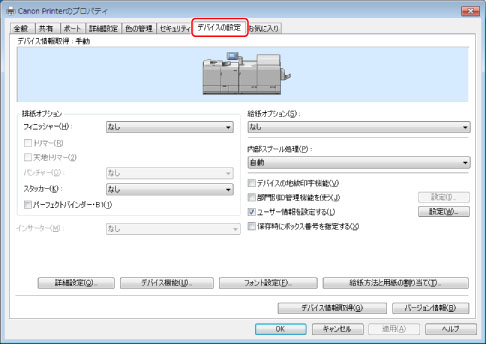 Canon Printerのプロパティ
全般 共有 ポート 詳細設定 色の管理 セキュリティ デバイスの設定 お気に入り
デバイス情報取得：手動
排紙オプション
フィニッシャー(H)： なし
トリマー(R)
天地トリマー(2)
パンチャー(Z)： なし
スタッカー(K)： なし
パーフェクトバインダー・B1(1)
インサーター(M)： なし
給紙オプション(S)：
なし
内部スプール処理(P)：
自動
デバイスの地紋印字機能(V)
部門別ID管理機能を使う(J) 設定(I)...
ユーザー情報を設定する(L) 設定(W)...
保存時にボックス番号を指定する(X)
詳細設定(O)... デバイス機能(U)... フォント設定(F)... 給紙方法と用紙の割り当て(T)...
デバイス情報取得(G) バージョン情報(B)
OK キャンセル 適用(A) ヘルプ